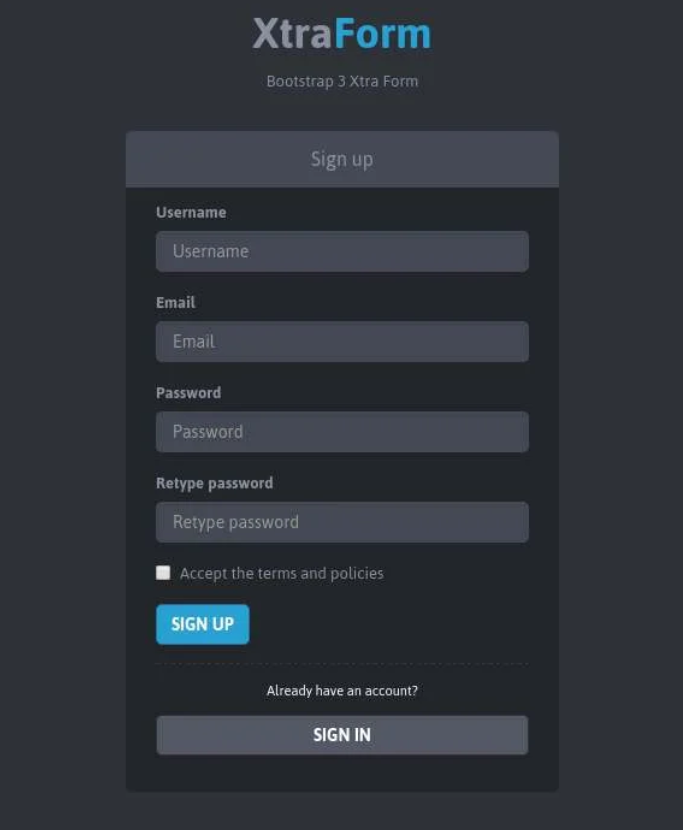 XtraForm
Bootstrap 3 Xtra Form
Sign up
Username
Username
Email
Email
Password
Password
Retype password
Retype password
Accept the terms and policies
SIGN UP
Already have an account?
SIGN IN